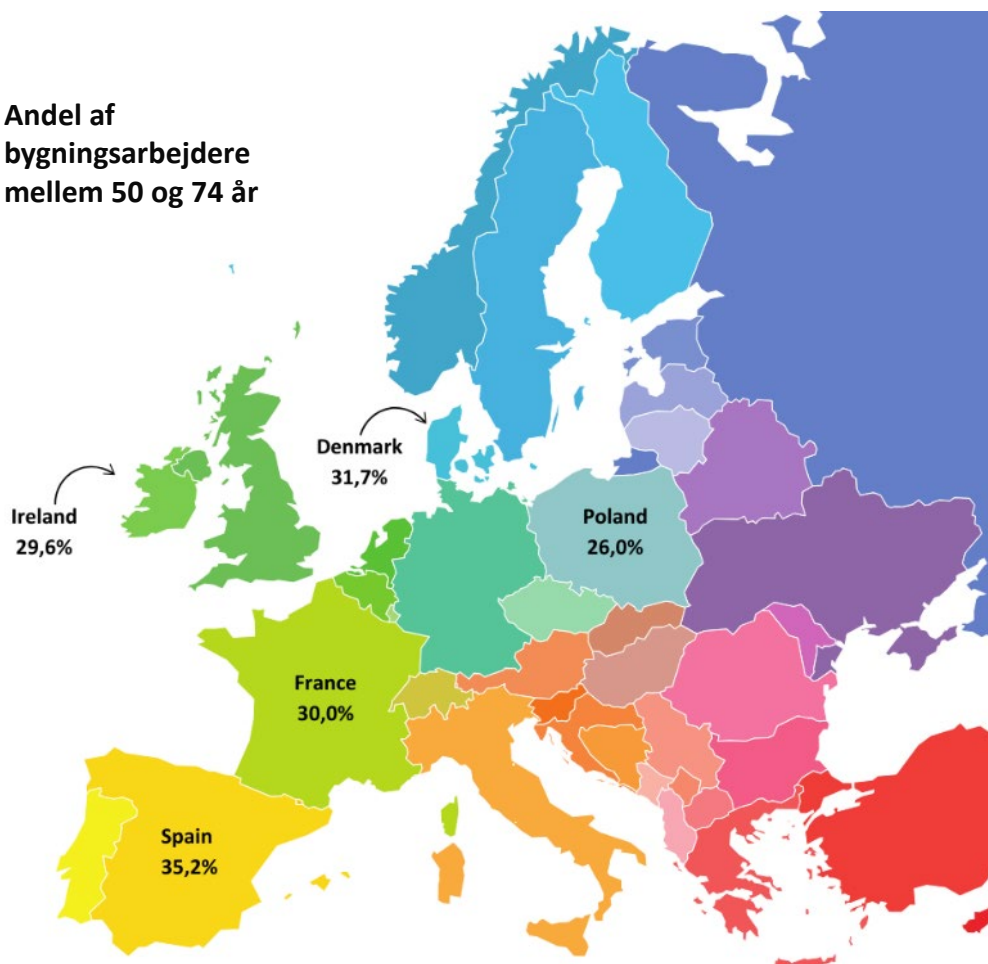 Andel af
bygningsarbejdere
mellem 50 og 74 år
Denmark
31,7%
Ireland
29,6%
Poland
26,0%
France
30,0%
Spain
35,2%